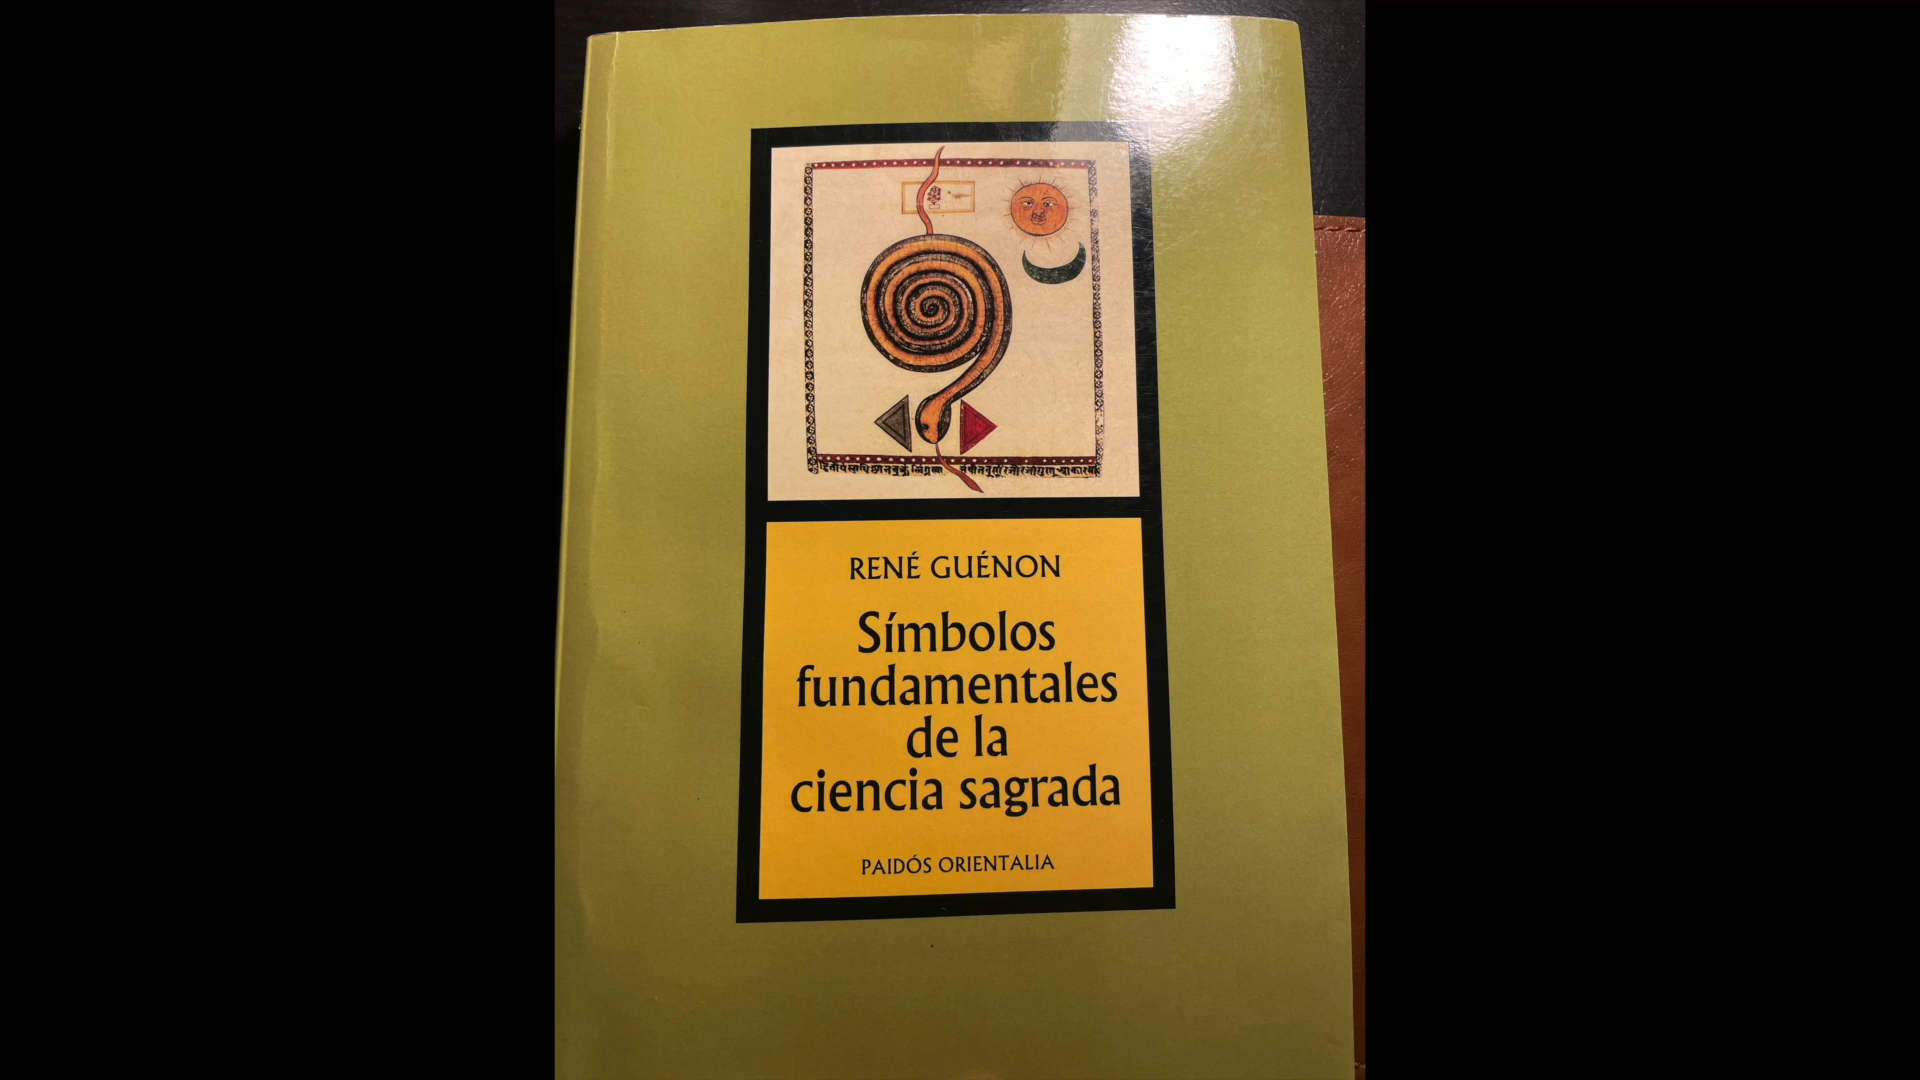 RENÉ GUÉNON
Símbolos
fundamentales
de la
ciencia sagrada
PAIDÓS ORIENTALIA